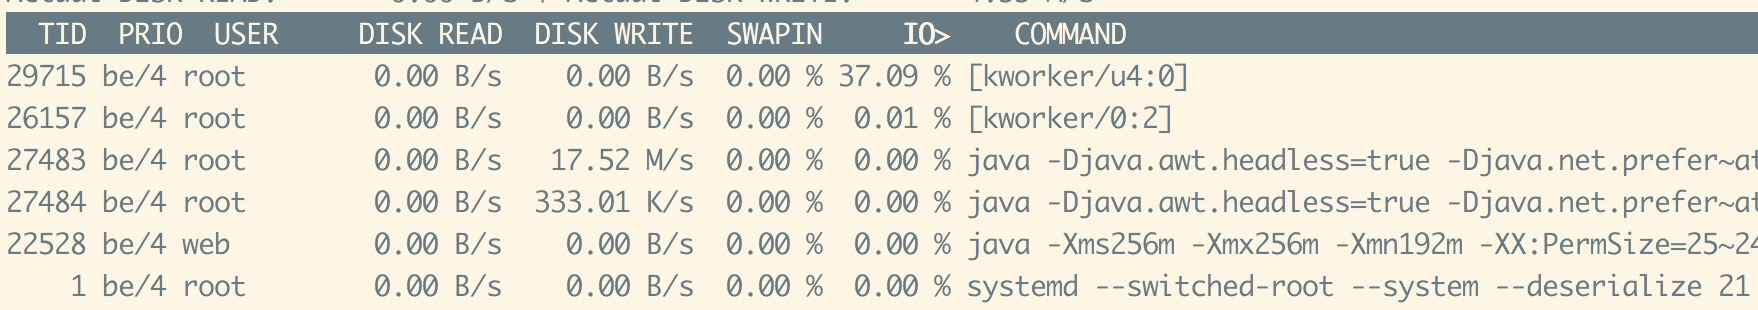 TID PRIO USER DISK READ DISK WRITE SWAPIN IO> COMMAND
29715 be/4 root 0.00 B/s 0.00 B/s 0.00 % 37.09 % [kworker/u4:0]
26157 be/4 root 0.00 B/s 0.00 B/s 0.00 % 0.01 % [kworker/0:2]
27483 be/4 root 0.00 B/s 17.52 M/s 0.00 % 0.00 % java -Djava.awt.headless=true -Djava.net.prefer~at
27484 be/4 root 0.00 B/s 333.01 K/s 0.00 % 0.00 % java -Djava.awt.headless=true -Djava.net.prefer~at
22528 be/4 web 0.00 B/s 0.00 B/s 0.00 % 0.00 % java -Xms256m -Xmx256m -Xmn192m -XX:PermSize=25~24
1 be/4 root 0.00 B/s 0.00 B/s 0.00 % 0.00 % systemd --switched-root --system --deserialize 21